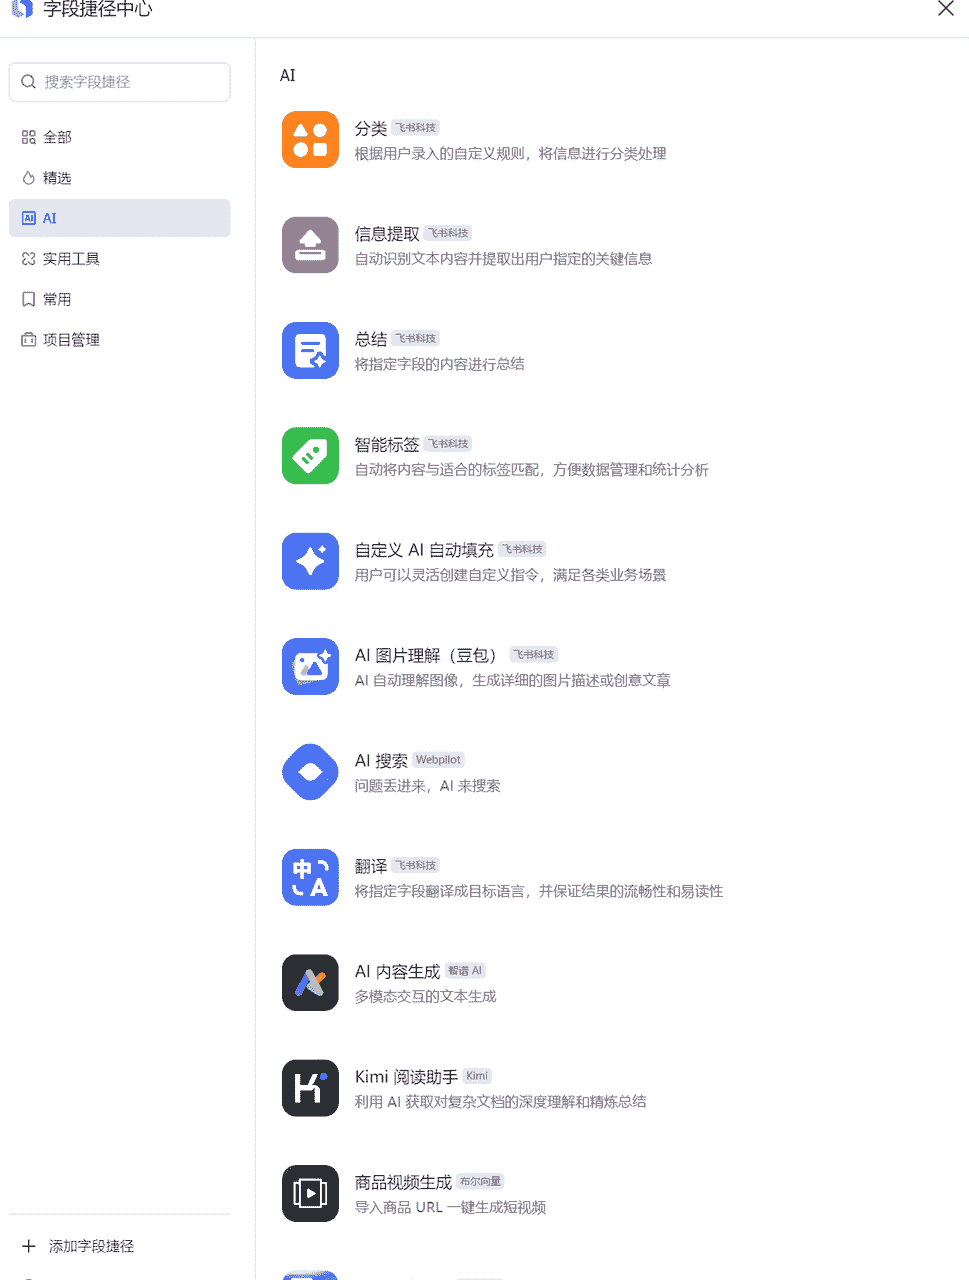 字段捷径中心
搜索字段捷径
全部
精选
AI
实用工具
常用
项目管理
添加字段捷径
AI
分类 飞书科技
根据用户录入的自定义规则，将信息进行分类处理
信息提取 飞书科技
自动识别文本内容并提取出用户指定的关键信息
总结 飞书科技
将指定字段的内容进行总结
智能标签 飞书科技
自动将内容与适合的标签匹配，方便数据管理和统计分析
自定义 AI 自动填充 飞书科技
用户可以灵活创建自定义指令，满足各类业务场景
AI 图片理解（豆包） 飞书科技
AI 自动理解图像，生成详细的图片描述或创意文章
AI 搜索 Webpilot
问题丢进来，AI 来搜索
翻译 飞书科技
将指定字段翻译成目标语言，并保证结果的流畅性和易读性
AI 内容生成 智谱 AI
多模态交互的文本生成
Kimi 阅读助手 Kimi
利用 AI 获取对复杂文档的深度理解和精炼总结
商品视频生成 布尔向量
导入商品 URL 一键生成短视频